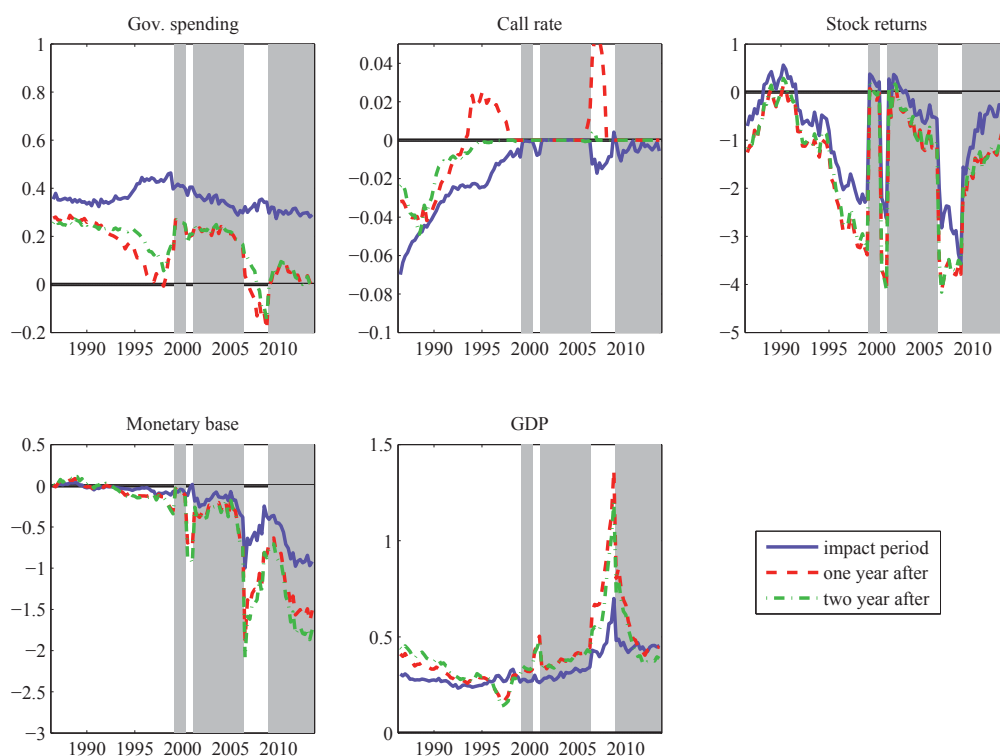 Gov. spending
1
0.8
0.6
0.4
0.2
0
−0.2
1990 1995 2000 2005 2010
Call rate
0.04
0.02
0
−0.02
−0.04
−0.06
−0.08
−0.1
1990 1995 2000 2005 2010
Stock returns
1
0
−1
−2
−3
−4
−5
1990 1995 2000 2005 2010
Monetary base
0.5
0
−0.5
−1
−1.5
−2
−2.5
−3
1990 1995 2000 2005 2010
GDP
1.5
1
0.5
0
1990 1995 2000 2005 2010
impact period
one year after
two year after